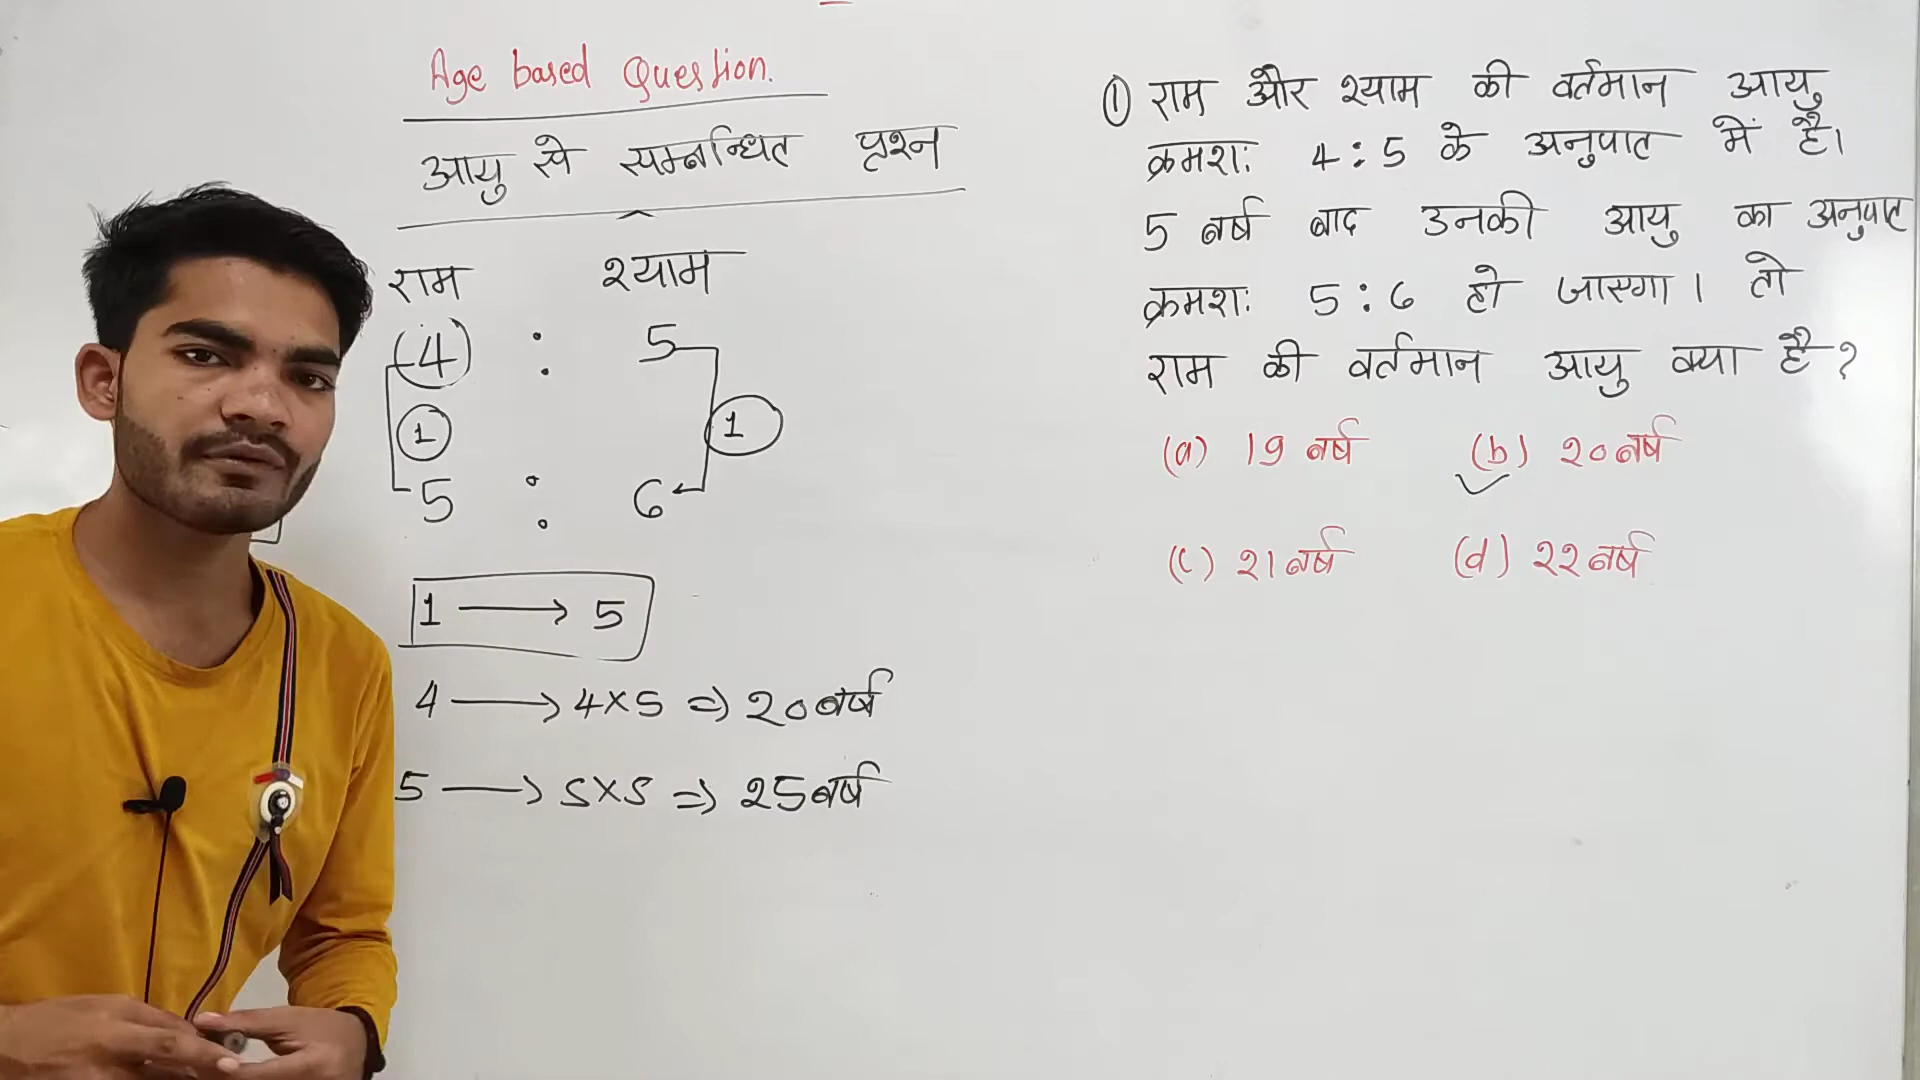 Age based Question.
आयु से सम्बन्धित प्रश्न
राम श्याम
4 : 5
1 1
5 : 6
1 → 5
4 → 4×5 ⇒ 20 वर्ष
5 → 5×5 ⇒ 25 वर्ष
① राम और श्याम की वर्तमान आयु
क्रमशः 4:5 के अनुपात में है।
5 वर्ष बाद उनकी आयु का अनुपात
क्रमशः 5:6 हो जाएगा। तो
राम की वर्तमान आयु क्या है?
(a) 19 वर्ष (b) 20 वर्ष
(c) 21 वर्ष (d) 22 वर्ष